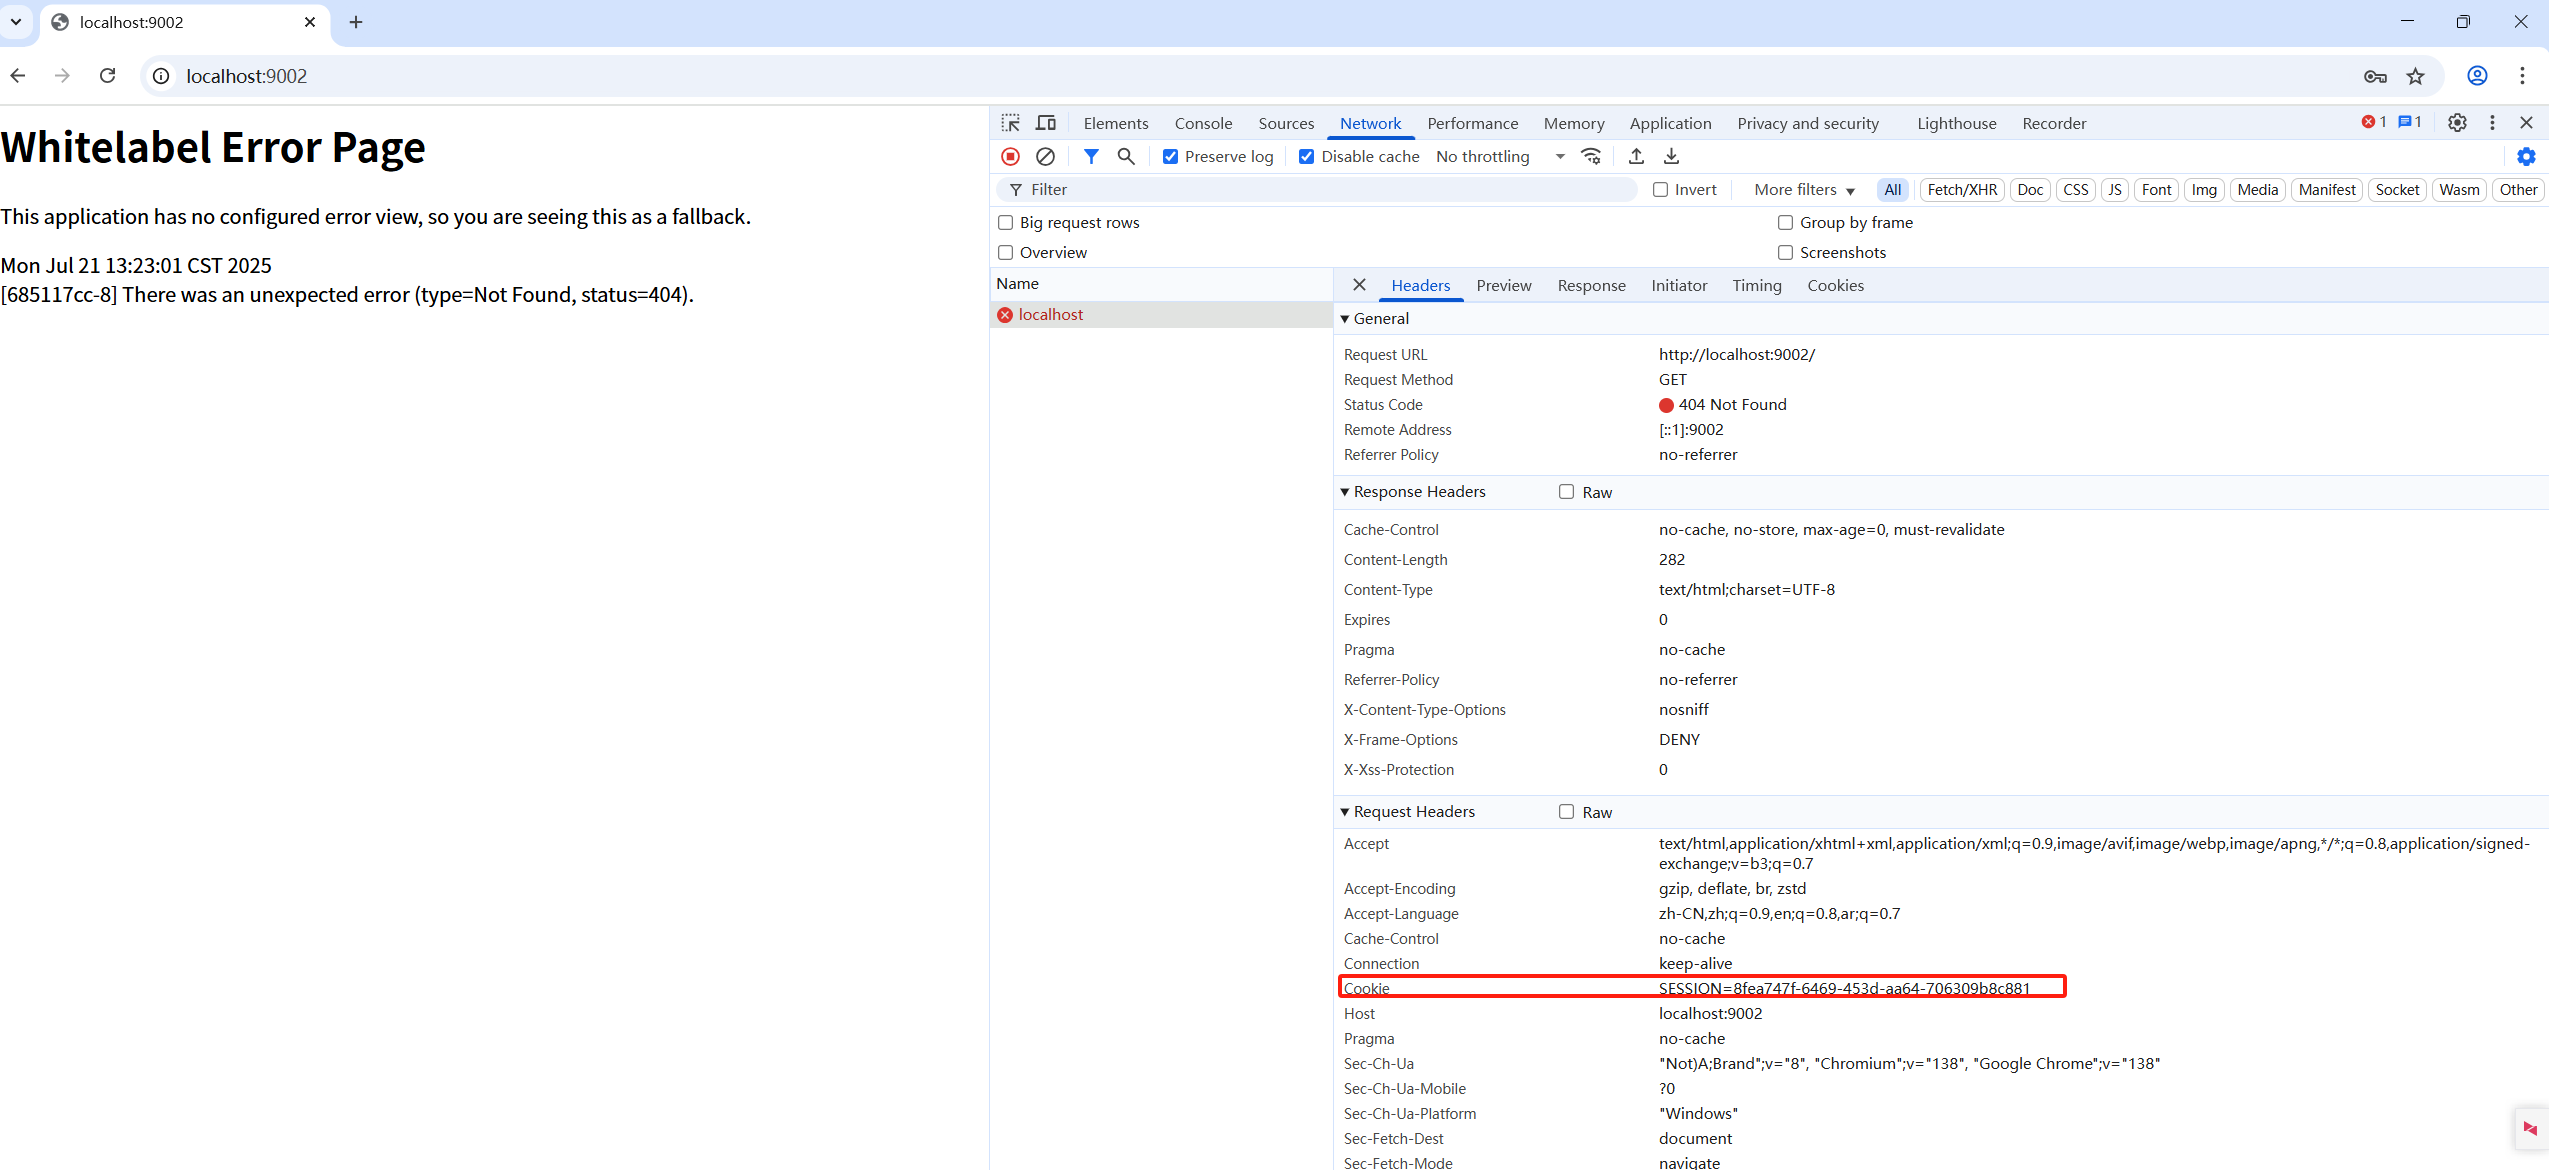 localhost:9002
localhost:9002
Whitelabel Error Page
This application has no configured error view, so you are seeing this as a fallback.
Mon Jul 21 13:23:01 CST 2025
[685117cc-8] There was an unexpected error (type=Not Found, status=404).
Elements Console Sources Network Performance Memory Application Privacy and security Lighthouse Recorder 1 1
Preserve log Disable cache No throttling
Filter Invert More filters All Fetch/XHR Doc CSS JS Font Img Media Manifest Socket Wasm Other
Big request rows Group by frame
Overview Screenshots
Name
localhost
Headers Preview Response Initiator Timing Cookies
General
Request URL http://localhost:9002/
Request Method GET
Status Code 404 Not Found
Remote Address [::1]:9002
Referrer Policy no-referrer
Response Headers Raw
Cache-Control no-cache, no-store, max-age=0, must-revalidate
Content-Length 282
Content-Type text/html;charset=UTF-8
Expires 0
Pragma no-cache
Referrer-Policy no-referrer
X-Content-Type-Options nosniff
X-Frame-Options DENY
X-Xss-Protection 0
Request Headers Raw
Accept text/html,application/xhtml+xml,application/xml;q=0.9,image/avif,image/webp,image/apng,*/*;q=0.8,application/signed-
exchange;v=b3;q=0.7
Accept-Encoding gzip, deflate, br, zstd
Accept-Language zh-CN,zh;q=0.9,en;q=0.8,ar;q=0.7
Cache-Control no-cache
Connection keep-alive
Cookie SESSION=8fea747f-6469-453d-aa64-706309b8c881
Host localhost:9002
Pragma no-cache
Sec-Ch-Ua "Not)A;Brand";v="8", "Chromium";v="138", "Google Chrome";v="138"
Sec-Ch-Ua-Mobile ?0
Sec-Ch-Ua-Platform "Windows"
Sec-Fetch-Dest document
Sec-Fetch-Mode navigate